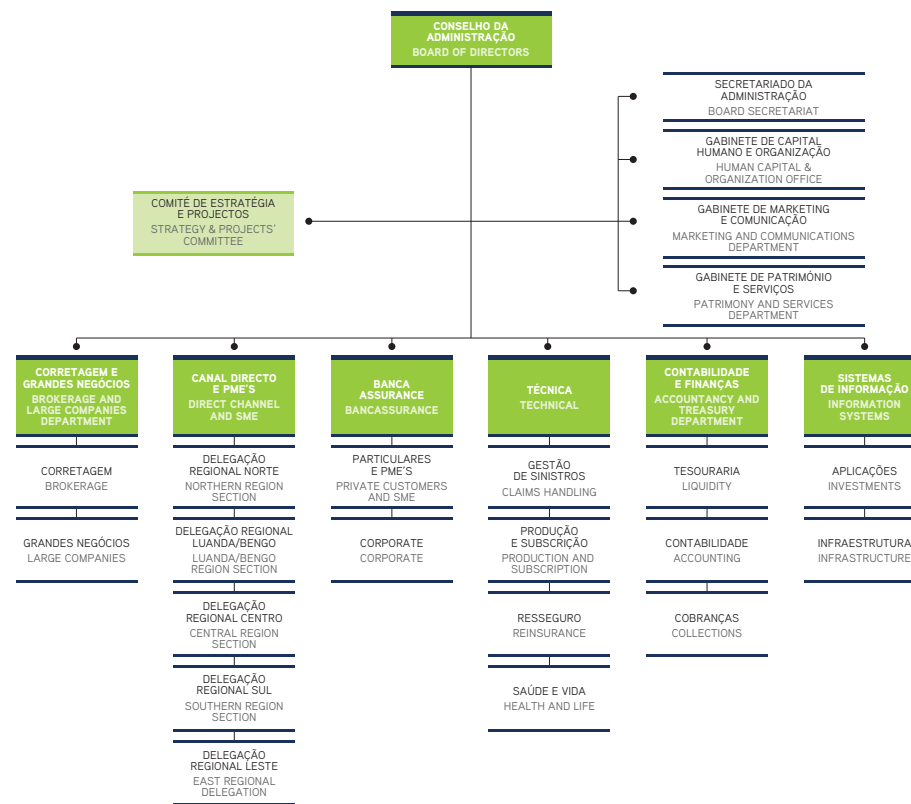 CONSELHO DA
ADMINISTRAÇÃO
BOARD OF DIRECTORS
SECRETARIADO DA
ADMINISTRAÇÃO
BOARD SECRETARIAT
GABINETE DE CAPITAL
HUMANO E ORGANIZAÇÃO
HUMAN CAPITAL &
ORGANIZATION OFFICE
COMITÉ DE ESTRATÉGIA
E PROJECTOS
STRATEGY & PROJECTS'
COMMITTEE
GABINETE DE MARKETING
E COMUNICAÇÃO
MARKETING AND COMMUNICATIONS
DEPARTMENT
GABINETE DE PATRIMÓNIO
E SERVIÇOS
PATRIMONY AND SERVICES
DEPARTMENT
CORRETAGEM E
GRANDES NEGÓCIOS
BROKERAGE AND
LARGE COMPANIES
DEPARTMENT
CORRETAGEM
BROKERAGE
GRANDES NEGÓCIOS
LARGE COMPANIES
CANAL DIRECTO
E PME'S
DIRECT CHANNEL
AND SME
DELEGAÇÃO
REGIONAL NORTE
NORTHERN REGION
SECTION
DELEGAÇÃO REGIONAL
LUANDA/BENGO
LUANDA/BENGO
REGION SECTION
DELEGAÇÃO
REGIONAL CENTRO
CENTRAL REGION
SECTION
DELEGAÇÃO
REGIONAL SUL
SOUTHERN REGION
SECTION
DELEGAÇÃO
REGIONAL LESTE
EAST REGIONAL
DELEGATION
BANCA
ASSURANCE
BANCASSURANCE
PARTICULARES
E PME'S
PRIVATE CUSTOMERS
AND SME
CORPORATE
CORPORATE
TÉCNICA
TECHNICAL
GESTÃO
DE SINISTROS
CLAIMS HANDLING
PRODUÇÃO
E SUBSCRIÇÃO
PRODUCTION AND
SUBSCRIPTION
RESSEGURO
REINSURANCE
SAÚDE E VIDA
HEALTH AND LIFE
CONTABILIDADE
E FINANÇAS
ACCOUNTANCY AND
TREASURY
DEPARTMENT
TESOURARIA
LIQUIDITY
CONTABILIDADE
ACCOUNTING
COBRANÇAS
COLLECTIONS
SISTEMAS
DE INFORMAÇÃO
INFORMATION
SYSTEMS
APLICAÇÕES
INVESTMENTS
INFRAESTRUTURA
INFRASTRUCTURE